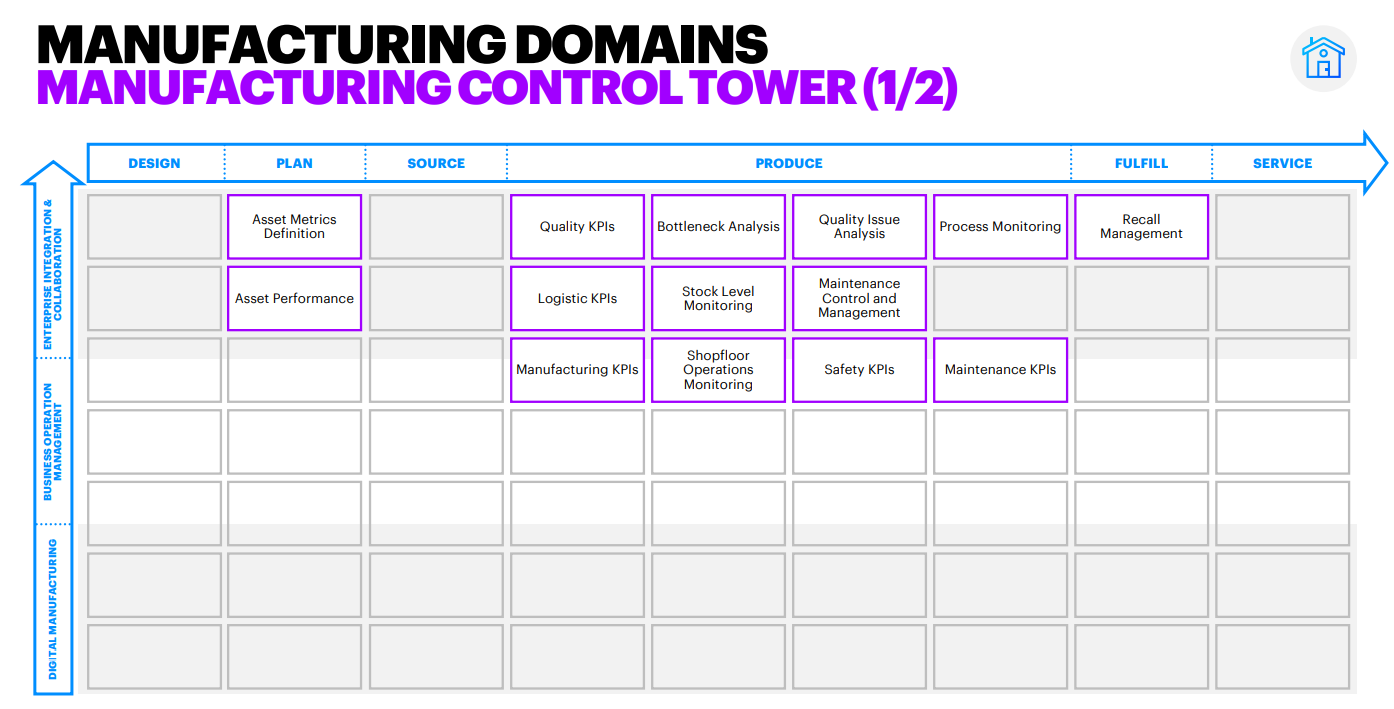 MANUFACTURING DOMAINS
MANUFACTURING CONTROL TOWER (1/2)
DESIGN
PLAN
SOURCE
PRODUCE
FULFILL
SERVICE
ENTERPRISE INTEGRATION &
COLLABORATION
Asset Metrics
Definition
Quality KPIs
Bottleneck Analysis
Quality Issue
Analysis
Process Monitoring
Recall
Management
Asset Performance
Logistic KPIs
Stock Level
Monitoring
Maintenance
Control and
Management
Manufacturing KPIs
Shopfloor
Operations
Monitoring
Safety KPIs
Maintenance KPIs
BUSINESS OPERATION
MANAGEMENT
DIGITAL MANUFACTURING